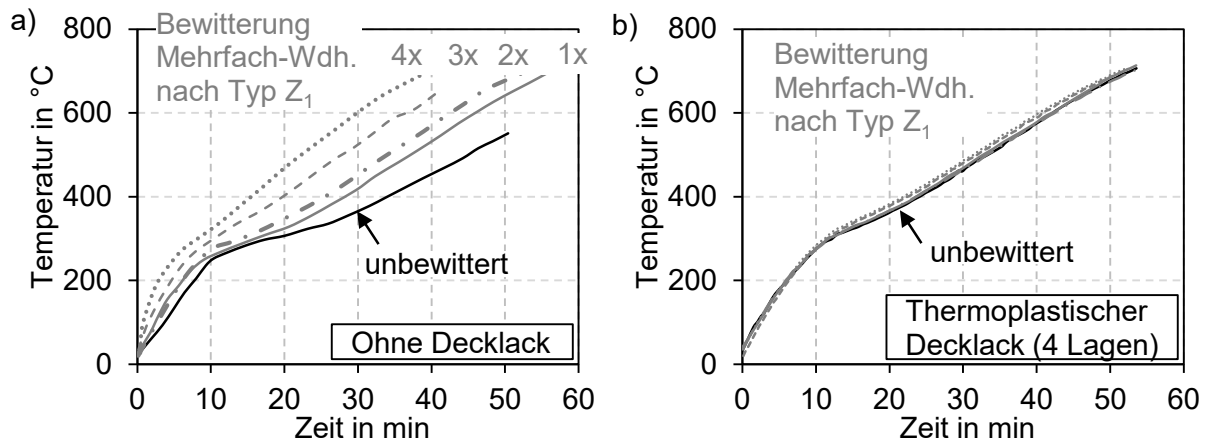 a)
800
600
400
200
0
Temperatur in °C
Bewitterung
Mehrfach-Wdh.
nach Typ Z₁
4x 3x 2x 1x
unbewittert
Ohne Decklack
0 10 20 30 40 50 60
Zeit in min
b)
800
600
400
200
0
Temperatur in °C
Bewitterung
Mehrfach-Wdh.
nach Typ Z₁
unbewittert
Thermoplastischer
Decklack (4 Lagen)
0 10 20 30 40 50 60
Zeit in min